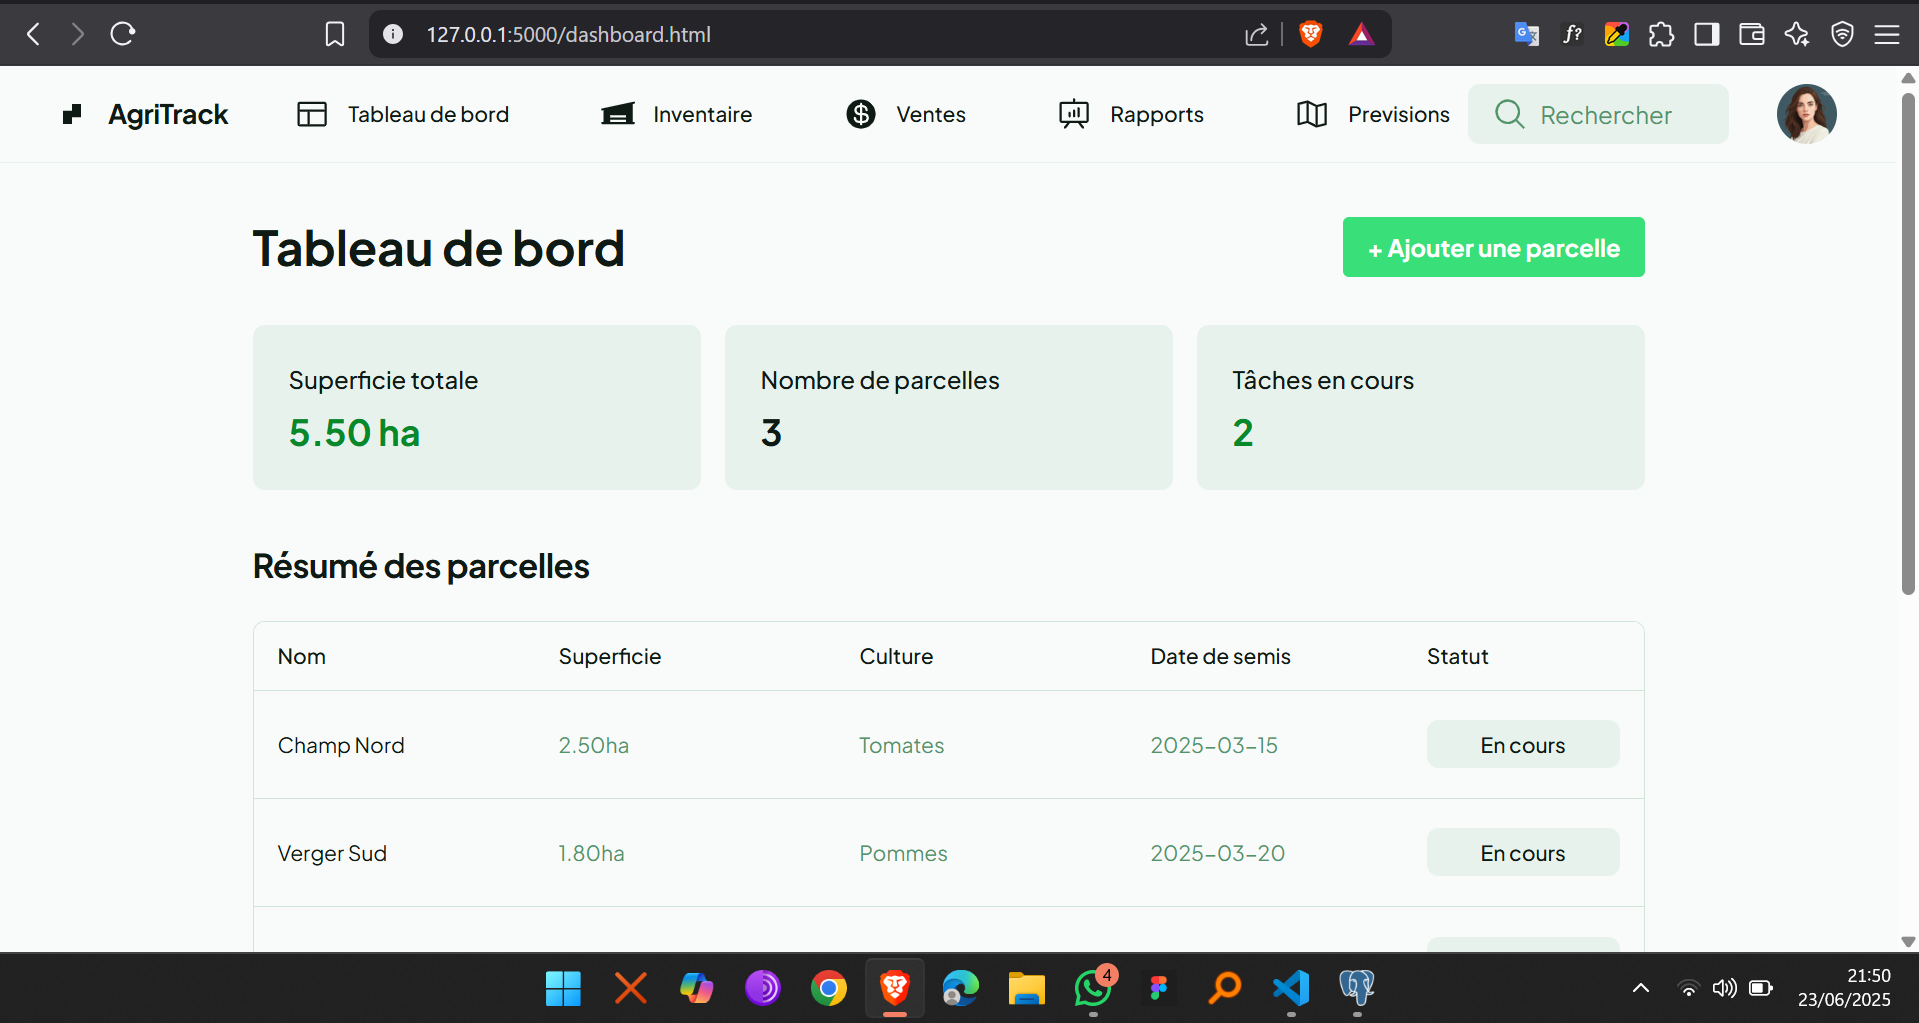 127.0.0.1:5000/dashboard.html
f?
AgriTrack
Tableau de bord
Inventaire
Ventes
Rapports
Previsions
Rechercher
Tableau de bord
+ Ajouter une parcelle
Superficie totale
5.50 ha
Nombre de parcelles
3
Tâches en cours
2
Résumé des parcelles
Nom Superficie Culture Date de semis Statut
Champ Nord 2.50ha Tomates 2025-03-15 En cours
Verger Sud 1.80ha Pommes 2025-03-20 En cours
4
21:50
23/06/2025